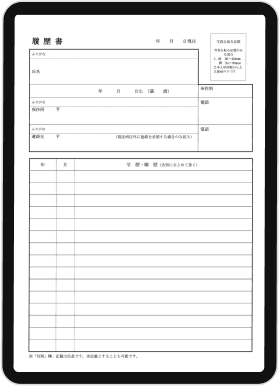 履 歴 書
年 月 日現在
写真を貼る位置
写真を貼る必要がある場合
1. 縦 36～40mm
横 24～30mm
2. 本人単身胸から上
3. 裏面のりづけ
ふりがな
氏名
年 月 日生 (満 歳)
※性別
ふりがな
電話
現住所 〒
ふりがな
電話
連絡先 〒 (現住所以外に連絡を希望する場合のみ記入)
年 月 学 歴・職 歴 (各別にまとめて書く)
※「性別」欄：記載は任意です。未記載とすることも可能です。